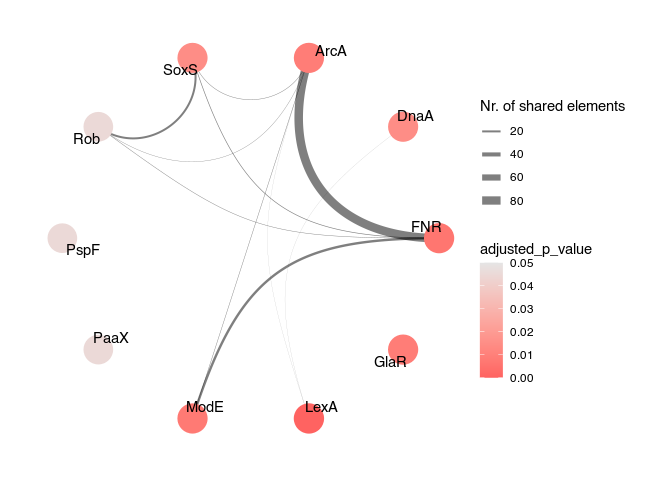 ArcA
SoxS
DnaA
Rob
FNR
PspF
PaaX
GlaR
ModE
LexA
Nr. of shared elements
20
40
60
80
adjusted_p_value
0.05
0.04
0.03
0.02
0.01
0.00